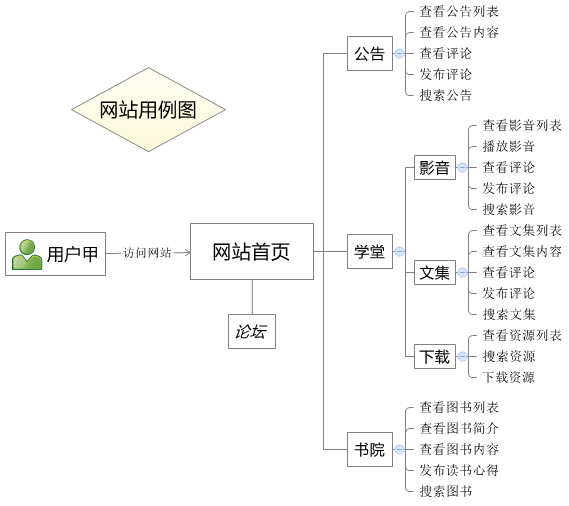 网站用例图
用户甲
访问网站
网站首页
论坛
公告
查看公告列表
查看公告内容
查看评论
发布评论
搜索公告
学堂
影音
查看影音列表
播放影音
查看评论
发布评论
搜索影音
文集
查看文集列表
查看文集内容
查看评论
发布评论
搜索文集
下载
查看资源列表
搜索资源
下载资源
书院
查看图书列表
查看图书简介
查看图书内容
发布读书心得
搜索图书